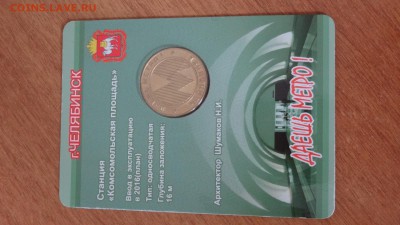 COINS.LAVE.RU
г.ЧЕЛЯБИНСК
Станция
«Комсомольская площадь»
Ввод в эксплуатацию
в 2016(план)
Тип: односводчатая
Глубина заложения:
16 м
Архитектор: Шумаков Н.И.
ДАЕШЬ МЕТРО!